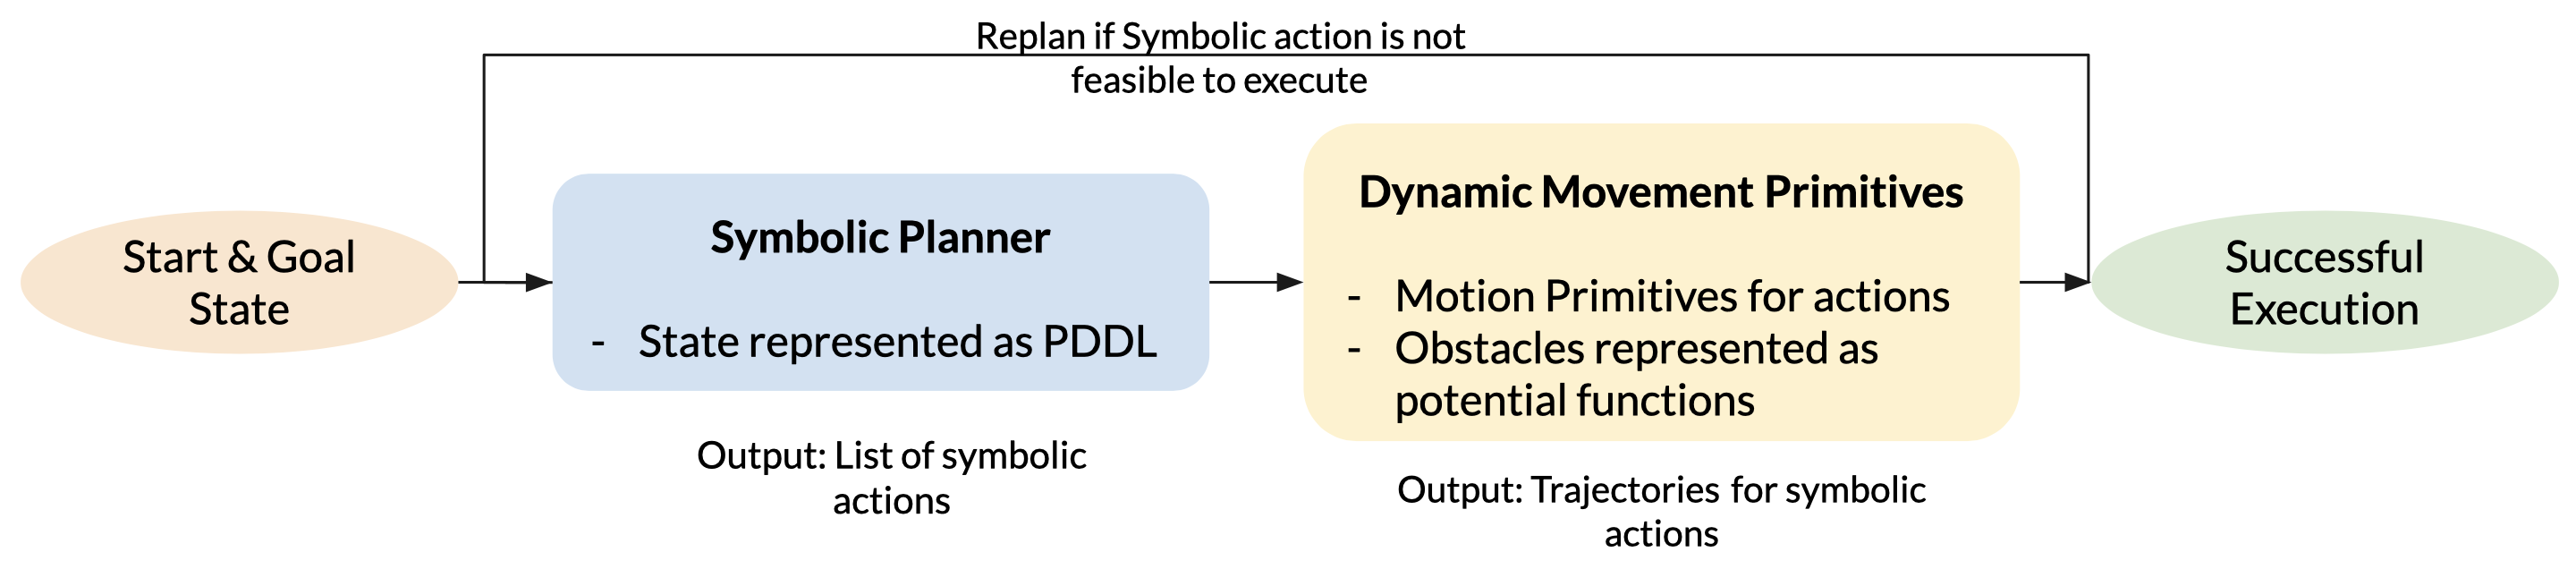 Replan if Symbolic action is not
feasible to execute
Start & Goal
State
Symbolic Planner
- State represented as PDDL
Output: List of symbolic
actions
Dynamic Movement Primitives
- Motion Primitives for actions
- Obstacles represented as
potential functions
Output: Trajectories for symbolic
actions
Successful
Execution